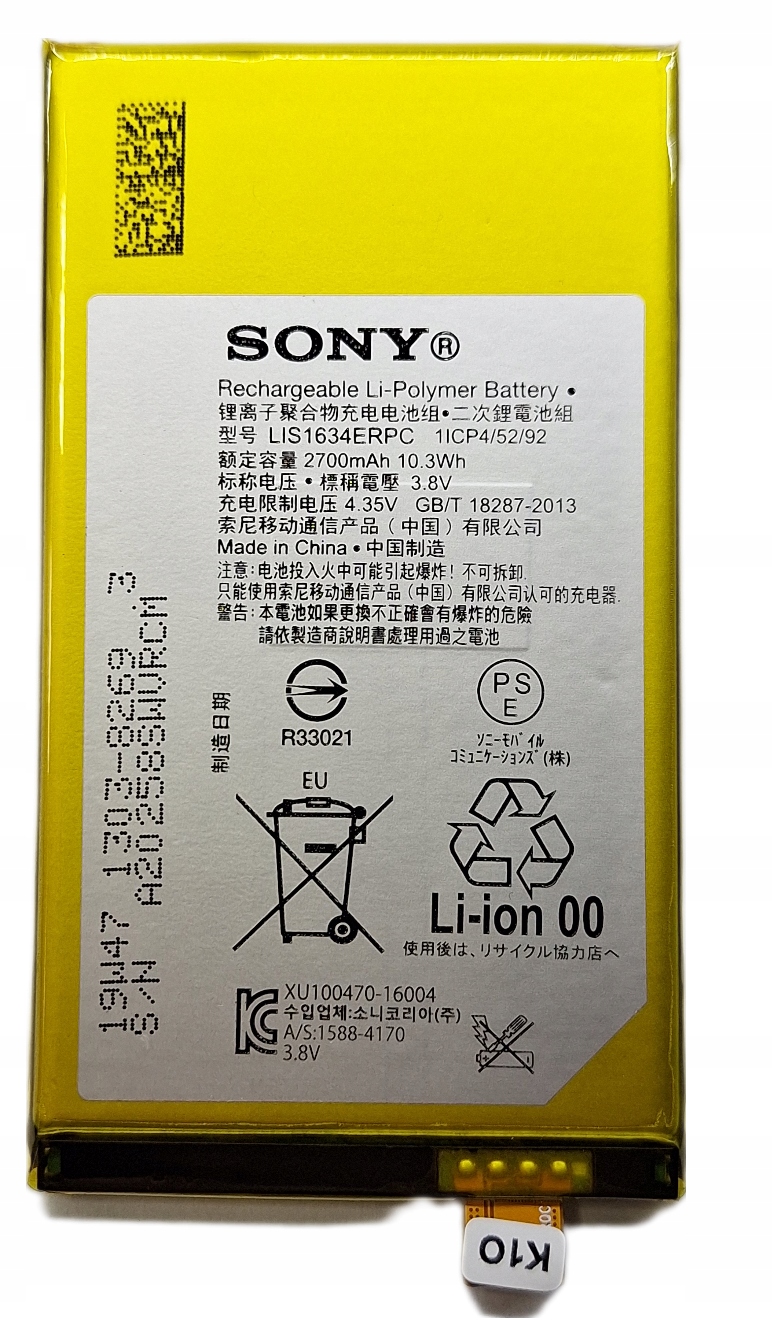 SONY®
Rechargeable Li-Polymer Battery •
锂离子聚合物充电电池组•二次鋰電池組
型号 LIS1634ERPC 1ICP4/52/92
额定容量 2700mAh 10.3Wh
标称电压 • 標稱電壓 3.8V
充电限制电压 4.35V GB/T 18287-2013
索尼移动通信产品（中国）有限公司
Made in China • 中国制造
注意: 电池投入火中可能引起爆炸! 不可拆卸.
只能使用索尼移动通信产品（中国）有限公司认可的充电器.
警告: 本電池如果更換不正確會有爆炸的危險
請依製造商說明書處理用過之電池
制造日期
R33021
PS
E
ソニーモバイル
コミュニケーションズ(株)
EU
Li-ion 00
使用後は、リサイクル協力店へ
XU100470-16004
수입업체:소니코리아(주)
A/S:1588-4170
3.8V
19W47 1303-8269
S/N A20258SWURCM 3
K10